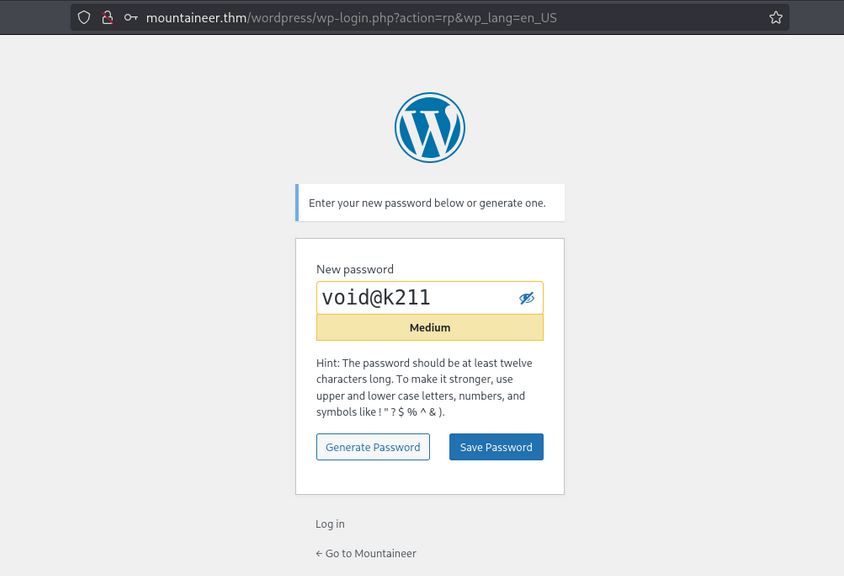 mountaineer.thm/wordpress/wp-login.php?action=rp&wp_lang=en_US
Enter your new password below or generate one.
New password
void@k211
Medium
Hint: The password should be at least twelve
characters long. To make it stronger, use
upper and lower case letters, numbers, and
symbols like ! " ? $ % ^ & ).
Generate Password
Save Password
Log in
← Go to Mountaineer